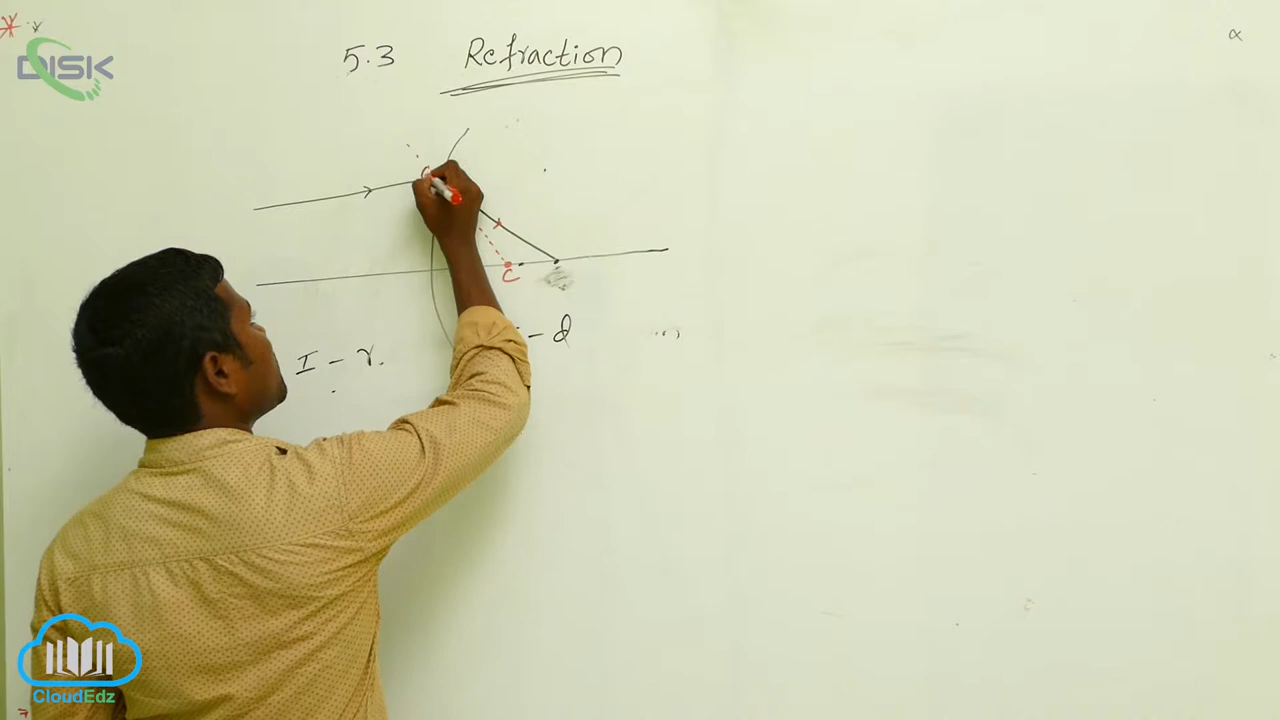 α
DISK
5.3 Refraction
C
I - r.
- d
CloudEdz